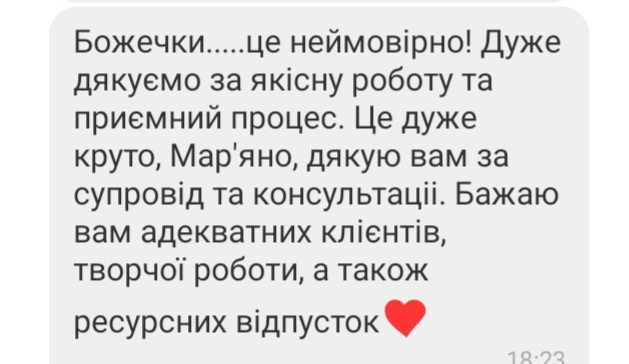 Божечки.....це неймовірно! Дуже
дякуємо за якісну роботу та
приємний процес. Це дуже
круто, Мар'яно, дякую вам за
супровід та консультаціі. Бажаю
вам адекватних клієнтів,
творчої роботи, а також
ресурсних відпусток❤️
18:23